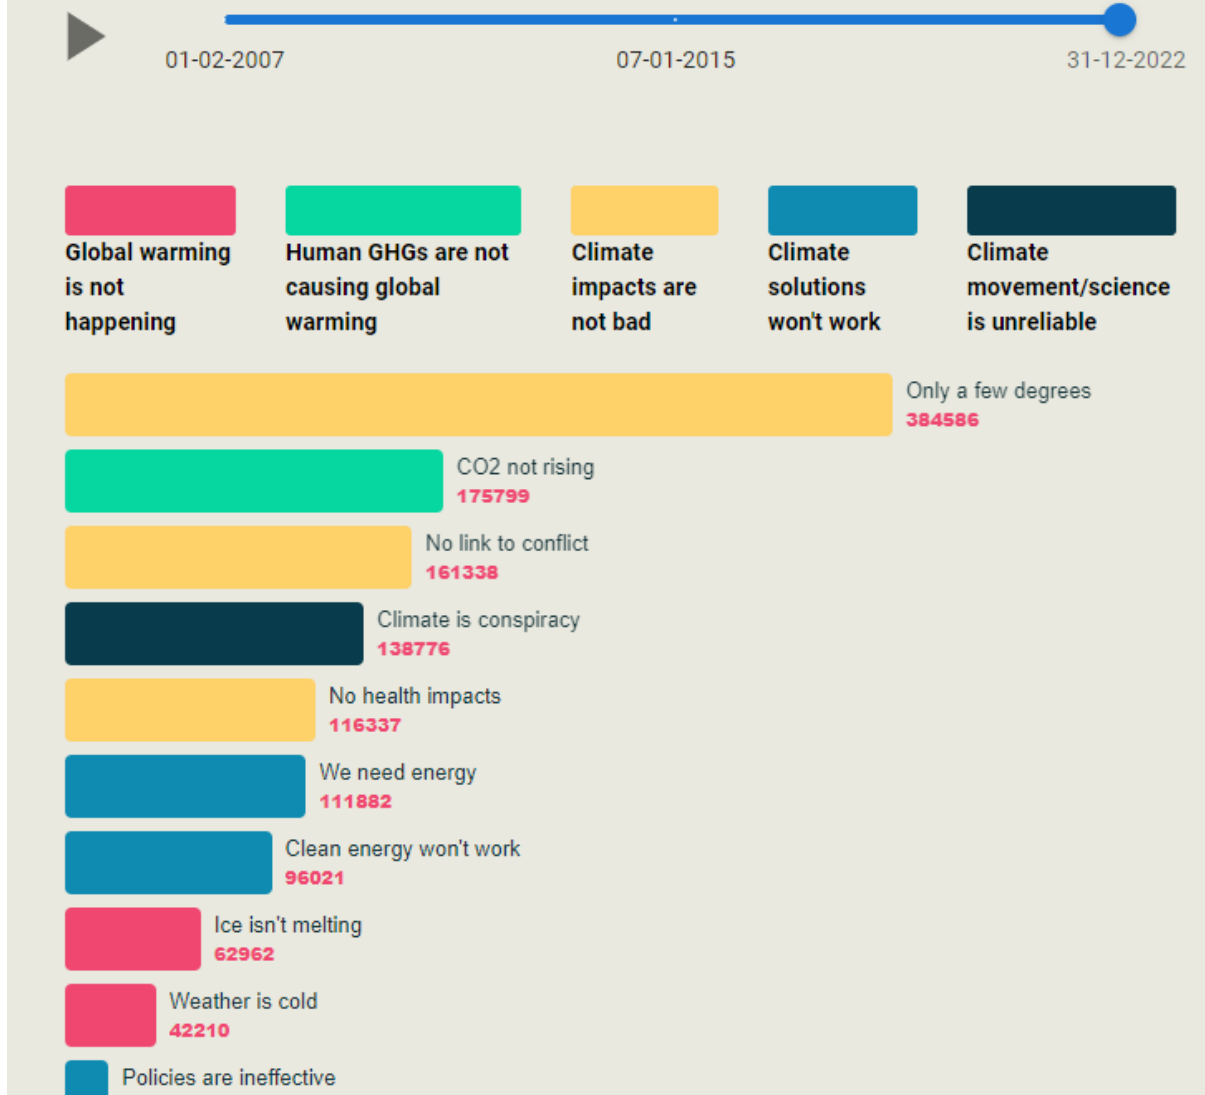 01-02-2007
07-01-2015
31-12-2022
Global warming
is not
happening
Human GHGs are not
causing global
warming
Climate
impacts are
not bad
Climate
solutions
won't work
Climate
movement/science
is unreliable
Only a few degrees
384586
CO2 not rising
175799
No link to conflict
161338
Climate is conspiracy
138776
No health impacts
116337
We need energy
111882
Clean energy won't work
96021
Ice isn't melting
62962
Weather is cold
42210
Policies are ineffective